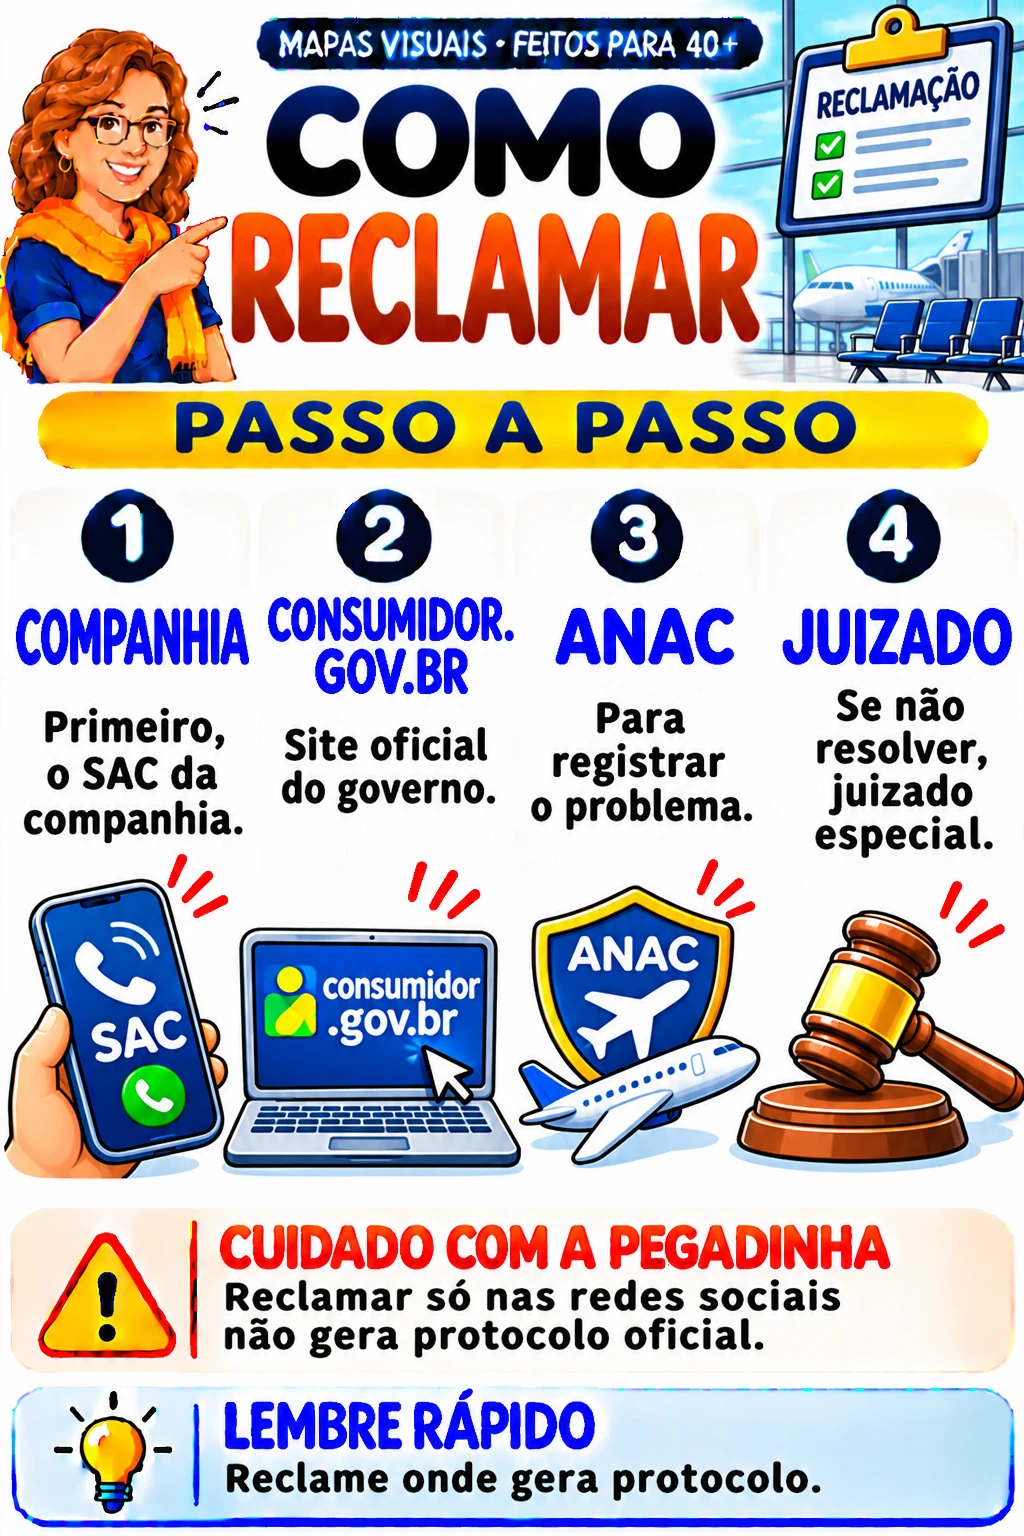 MAPAS VISUAIS • FEITOS PARA 40+
COMO
RECLAMAR
RECLAMAÇÃO
PASSO A PASSO
1
COMPANHIA
Primeiro,
o SAC da
companhia.
SAC
2
CONSUMIDOR.
GOV.BR
Site oficial
do governo.
consumidor
.gov.br
3
ANAC
Para
registrar
o problema.
ANAC
4
JUIZADO
Se não
resolver,
juizado
especial.
CUIDADO COM A PEGADINHA
Reclamar só nas redes sociais
não gera protocolo oficial.
LEMBRE RÁPIDO
Reclame onde gera protocolo.